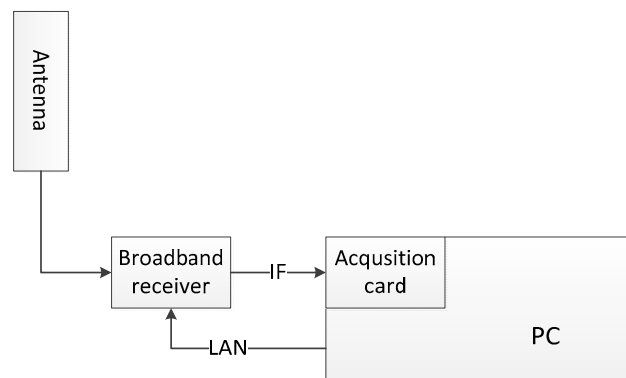 Antenna
Broadband
receiver
IF
Acqusition
card
LAN
PC